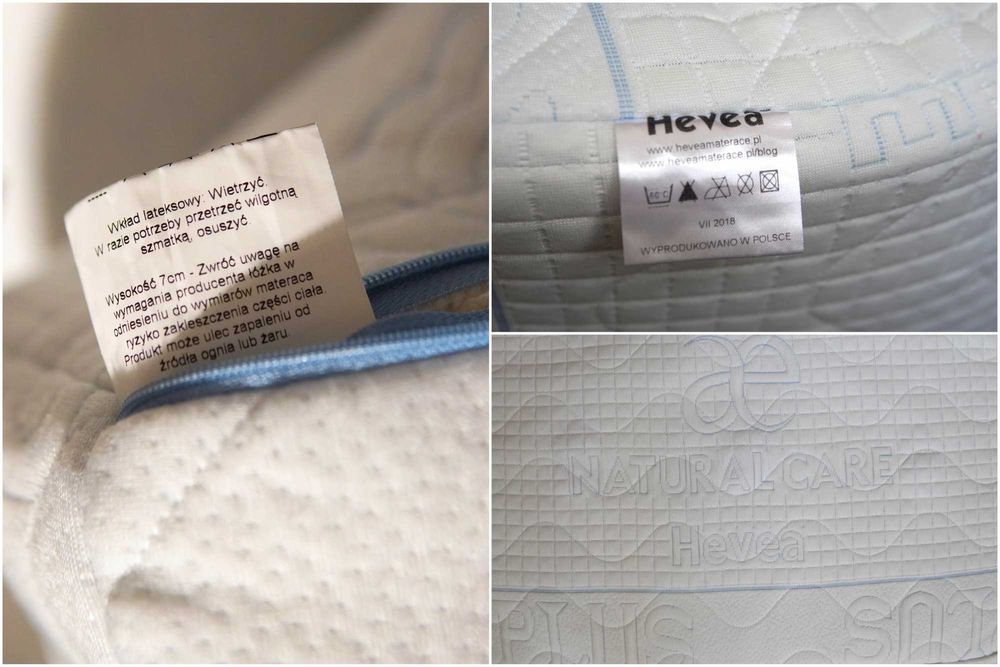 Wkład lateksowy: Wietrzyć.
W razie potrzeby przetrzeć wilgotną
szmatką, osuszyć.
Wysokość 7cm - Zwróć uwagę na
wymagania producenta łóżka w
odniesieniu do wymiarów materaca
ryzyko zakleszczenia części ciała.
Produkt może ulec zapaleniu od
źródła ognia lub żaru.
Hevea
www.heveamaterace.pl
www.heveamaterace.pl/blog
60°C
VII 2018
WYPRODUKOWANO W POLSCE
æ
NATURAL CARE
Hevea